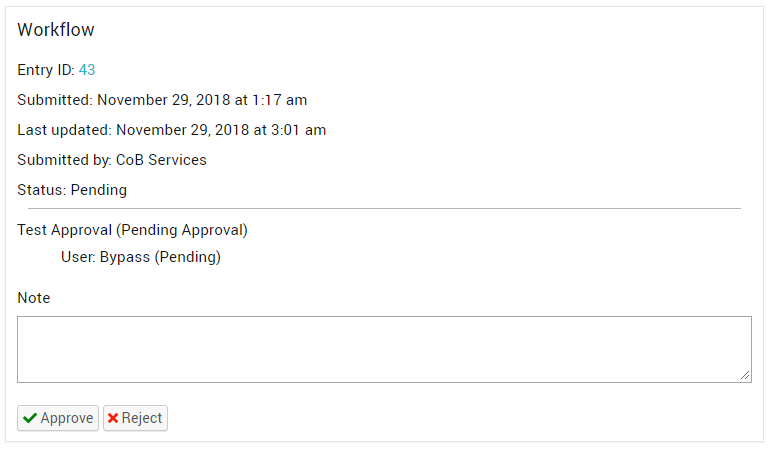 Workflow
Entry ID: 43
Submitted: November 29, 2018 at 1:17 am
Last updated: November 29, 2018 at 3:01 am
Submitted by: CoB Services
Status: Pending
Test Approval (Pending Approval)
User: Bypass (Pending)
Note
Approve Reject